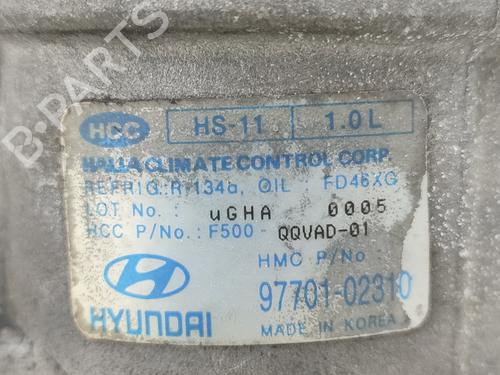 HCC HS-11 1.0L
HALLA CLIMATE CONTROL CORP.
REFRIG:R-134a, OIL : FD46XG
LOT No. : uGHA 0005
HCC P/No.: F500- QQVAD-01
HMC P/No
97701-02310
HYUNDAI
MADE IN KOREA
B-PARTS